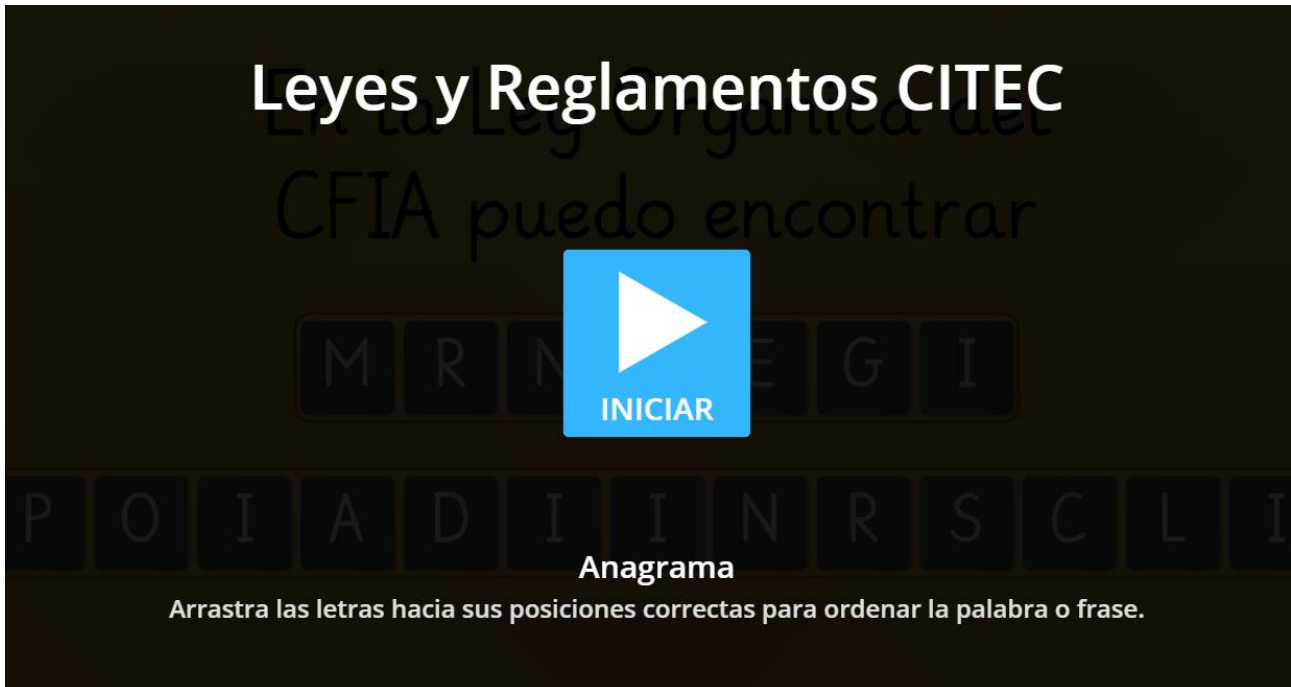 Leyes y Reglamentos CITEC
En la Ley Orgánica del
CFIA puedo encontrar
M R N E G I
INICIAR
P O I A D I I N R S C L I
Anagrama
Arrastra las letras hacia sus posiciones correctas para ordenar la palabra o frase.